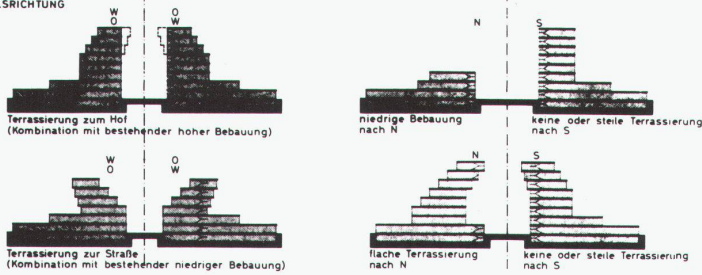 LSRICHTUNG
W O
O W
N S
Terrassierung zum Hof
(Kombination mit bestehender hoher Bebauung)
niedrige Bebauung
nach N
keine oder steile Terrassierung
nach S
W O
O W
N S
Terrassierung zur Straße
(Kombination mit bestehender niedriger Bebauung)
flache Terrassierung
nach N
keine oder steile Terrassierung
nach S